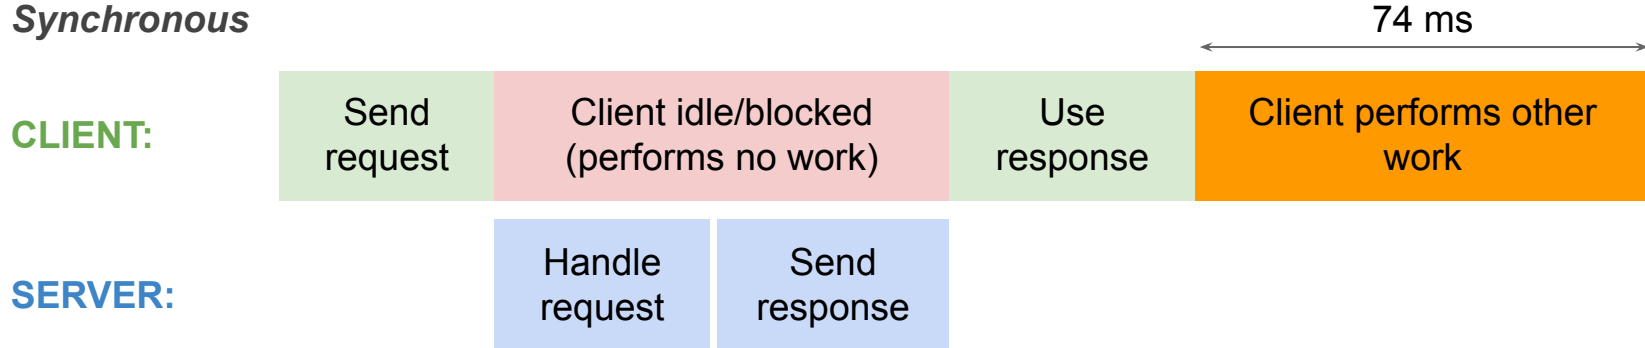 Synchronous
74 ms
CLIENT:
Send
request
Client idle/blocked
(performs no work)
Use
response
Client performs other
work
SERVER:
Handle
request
Send
response